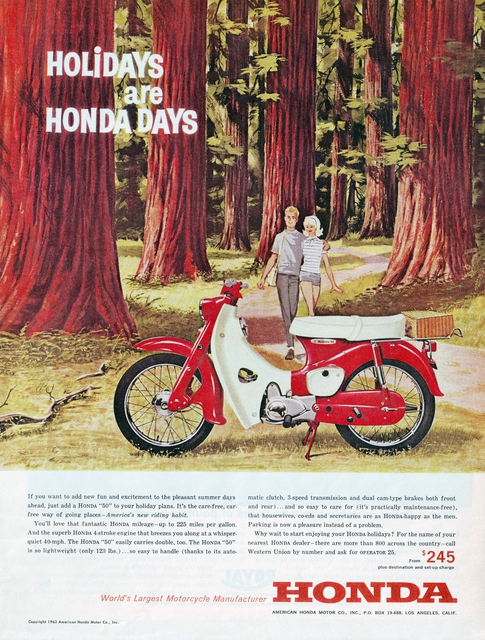 HOLiDAYS
are
HONDA DAYS
If you want to add new fun and excitement to the pleasant summer days
ahead, just add a HONDA "50" to your holiday plans. It's the care-free, car-
free way of going places—America's new riding habit.
You'll love that fantastic HONDA mileage—up to 225 miles per gallon.
And the superb HONDA 4-stroke engine that breezes you along at a whisper-
quiet 40-mph. The HONDA "50" easily carries double, too. The HONDA "50"
is so lightweight (only 123 lbs.)...so easy to handle (thanks to its auto-
matic clutch, 3-speed transmission and dual cam-type brakes both front
and rear)...and so easy to care for (it's practically maintenance-free),
that housewives, co-eds and secretaries are as HONDA-happy as the men.
Parking is now a pleasure instead of a problem.
Why wait to start enjoying your HONDA holidays? For the name of your
nearest HONDA dealer—there are more than 800 across the country—call
Western Union by number and ask for OPERATOR 25.
From $245
plus destination and set-up charge
World's Largest Motorcycle Manufacturer HONDA
AMERICAN HONDA MOTOR CO., INC., P.O. BOX 19-688, LOS ANGELES, CALIF.
Copyright 1963 American Honda Motor Co., Inc.